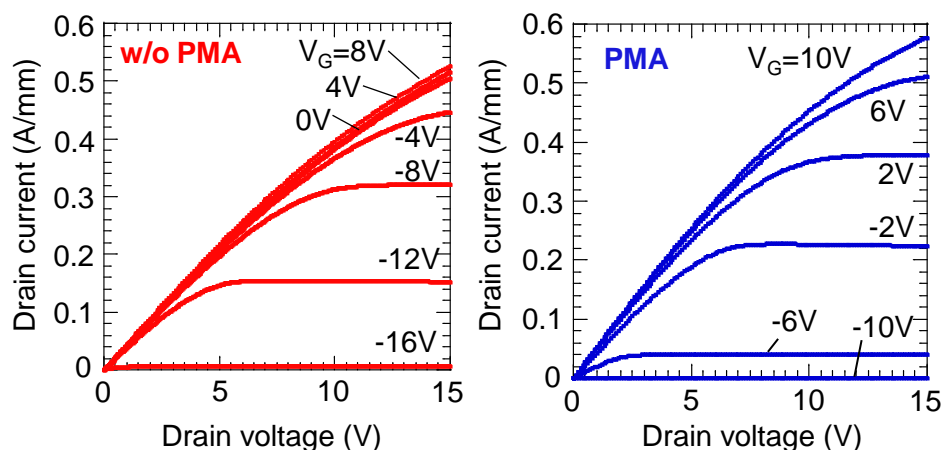 w/o PMA
V_G=8V
4V
0V
-4V
-8V
-12V
-16V
0.6
0.5
0.4
0.3
0.2
0.1
0
0
5
10
15
Drain current (A/mm)
Drain voltage (V)
PMA
V_G=10V
6V
2V
-2V
-6V
-10V
0.6
0.5
0.4
0.3
0.2
0.1
0
0
5
10
15
Drain current (A/mm)
Drain voltage (V)